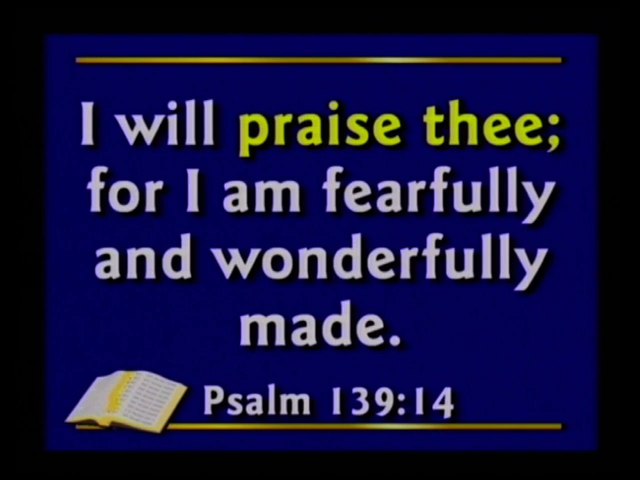 I will praise thee;
for I am fearfully
and wonderfully
made.
Psalm 139:14